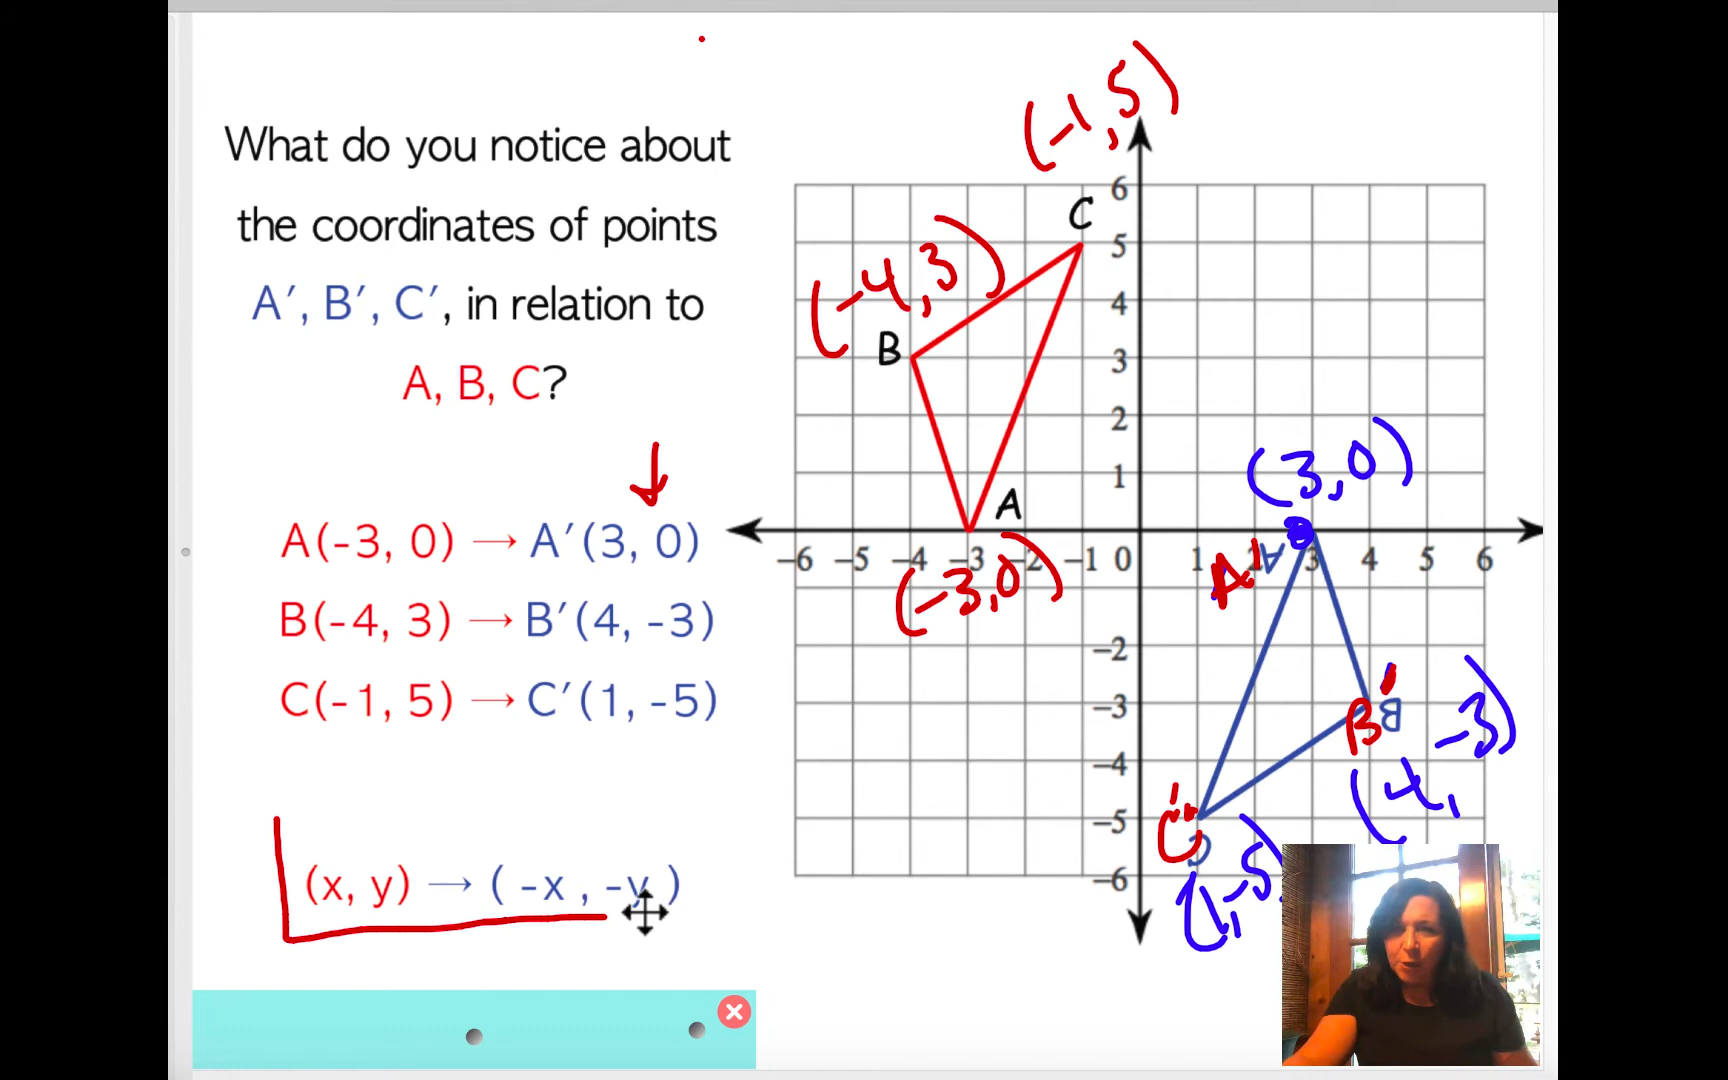 What do you notice about
the coordinates of points
A′, B′, C′, in relation to
A, B, C?
A(-3, 0) → A′(3, 0)
B(-4, 3) → B′(4, -3)
C(-1, 5) → C′(1, -5)
(x, y) → ( -x , -y )
(-1,5)
6
C
5
(-4,3)
4
B
3
2
(3,0)
1
A
-6 -5 -4 -3 -2 -1 0 1 2 3 4 5 6
A
(-3,0)
A'
-2
B'
B
-3
(4, -3)
-4
C'
-5
C
(1,-5)
-6